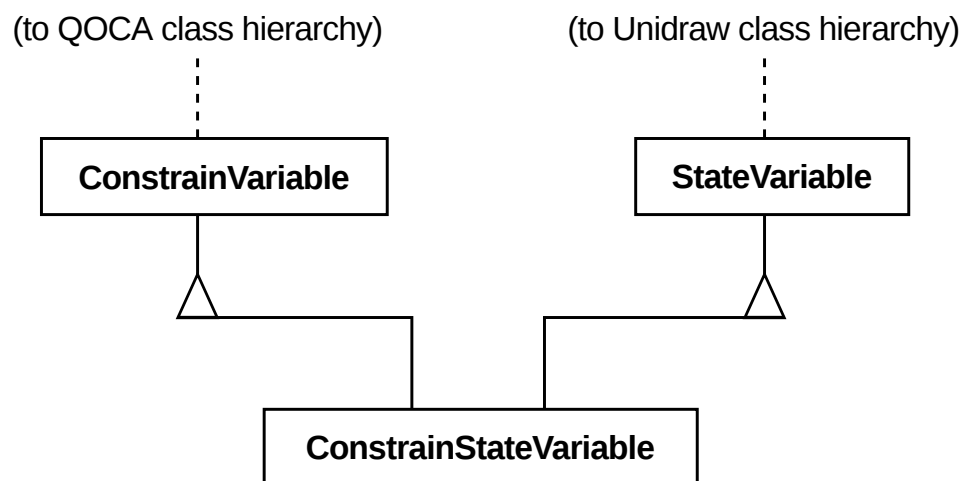 (to QOCA class hierarchy)
(to Unidraw class hierarchy)
ConstrainVariable
StateVariable
ConstrainStateVariable